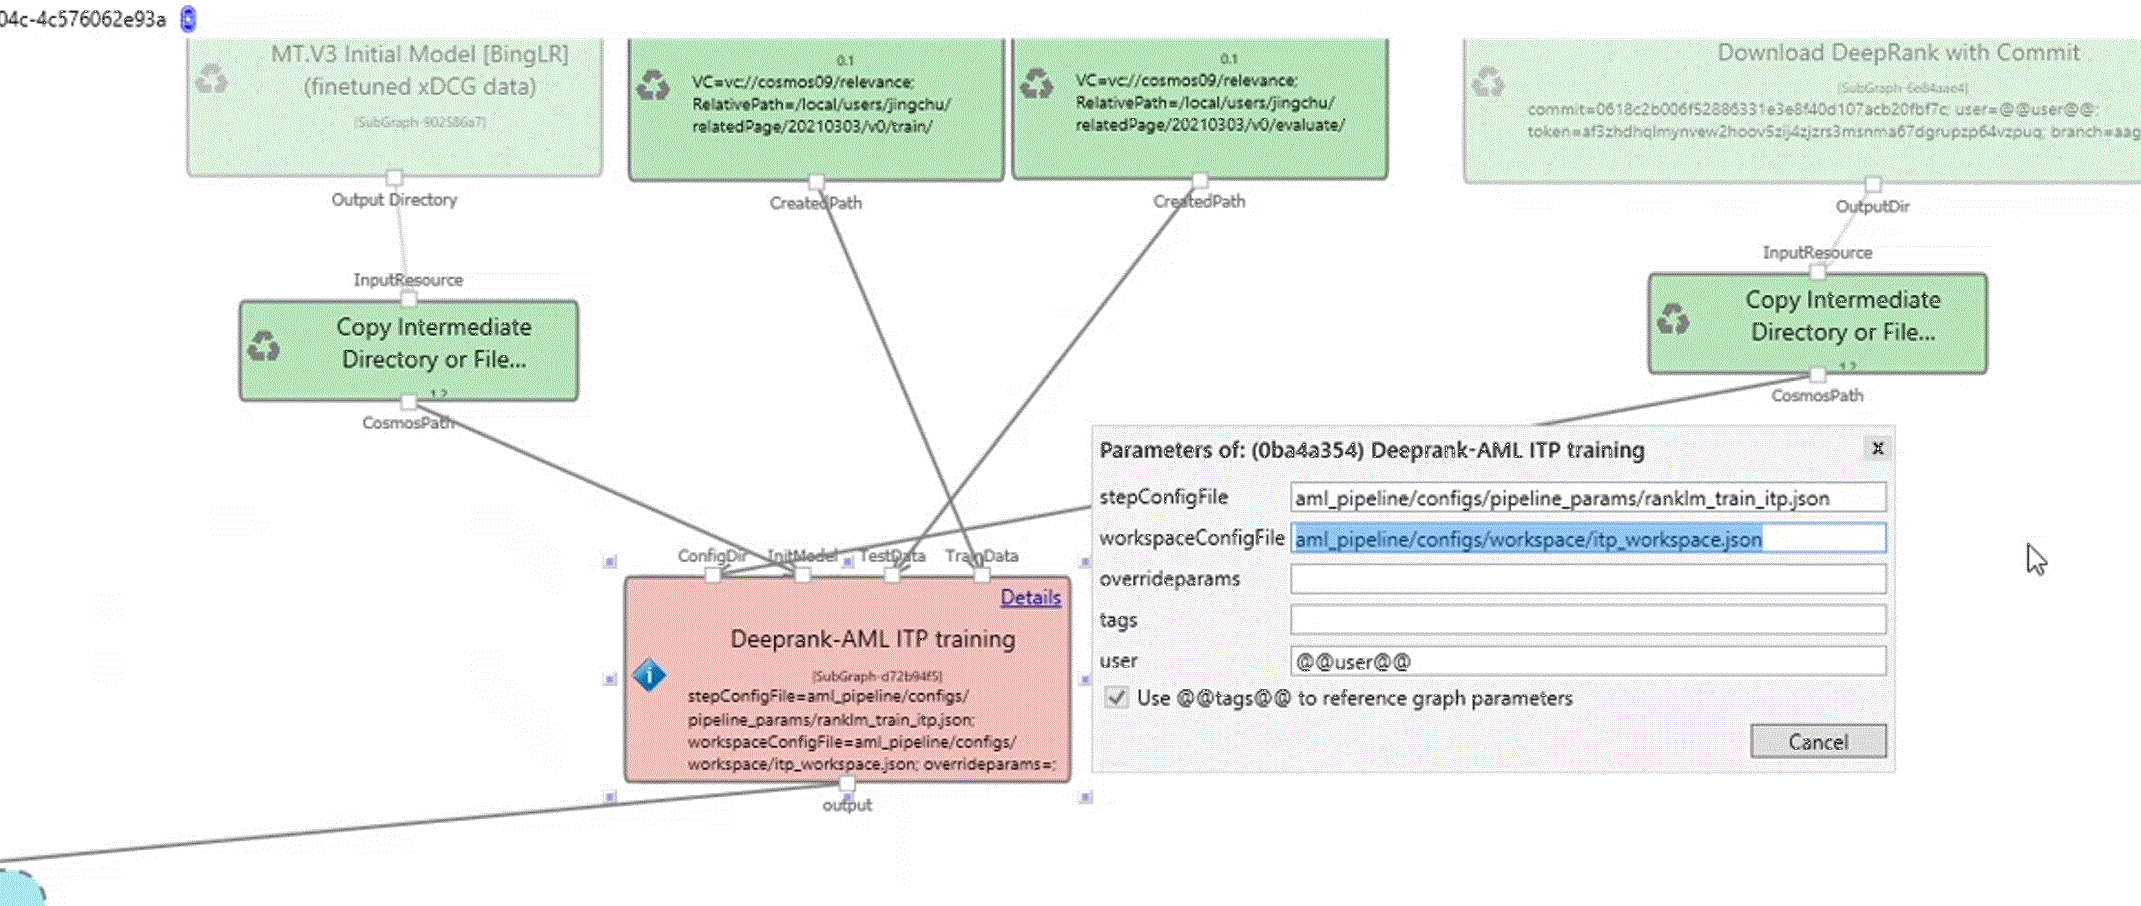 04c-4c576062e93a
MT.V3 Initial Model [BingLR]
(finetuned xDCG data)
[SubGraph-902586a7]
Output Directory
0.1
VC=vc://cosmos09/relevance;
RelativePath=/local/users/jingchu/
relatedPage/20210303/v0/train/
CreatedPath
0.1
VC=vc://cosmos09/relevance;
RelativePath=/local/users/jingchu/
relatedPage/20210303/v0/evaluate/
CreatedPath
Download DeepRank with Commit
[SubGraph-6e84aae4]
commit=0618c2b006f52886331e3e8f40d107acb20fbf7c; user=@@user@@;
OutputDir
InputResource
Copy Intermediate
Directory or File...
1.2
CosmosPath
InputResource
Copy Intermediate
Directory or File...
1.2
CosmosPath
ConfigDir InitModel TestData TrainData
Details
Deeprank-AML ITP training
[SubGraph-d72b94f5]
stepConfigFile=aml_pipeline/configs/
pipeline_params/ranklm_train_itp.json;
workspaceConfigFile=aml_pipeline/configs/
workspace/itp_workspace.json; overrideparams=;
output
Parameters of: (0ba4a354) Deeprank-AML ITP training
x
stepConfigFile aml_pipeline/configs/pipeline_params/ranklm_train_itp.json
workspaceConfigFile aml_pipeline/configs/workspace/itp_workspace.json
overrideparams
tags
user @@user@@
Use @@tags@@ to reference graph parameters
Cancel